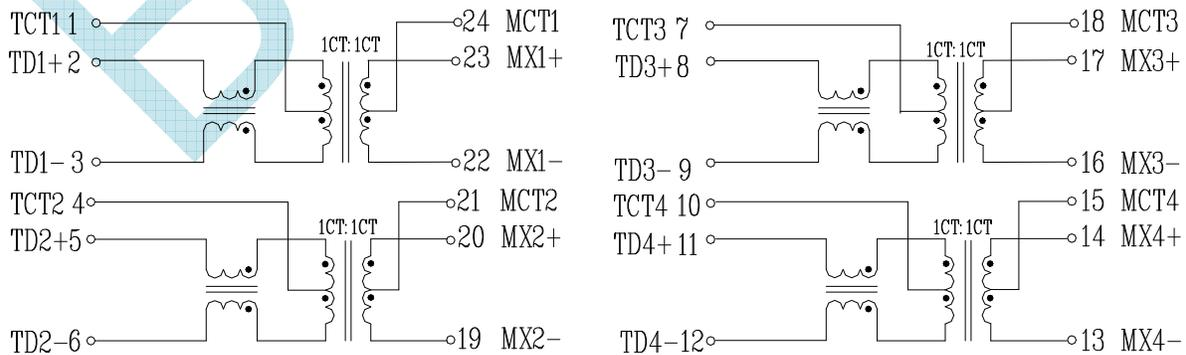 TCT1 1
1CT:1CT
24 MCT1
TD1+ 2
23 MX1+
TD1- 3
22 MX1-
TCT2 4
1CT:1CT
21 MCT2
TD2+5
20 MX2+
TD2-6
19 MX2-
TCT3 7
1CT:1CT
18 MCT3
TD3+8
17 MX3+
TD3- 9
16 MX3-
TCT4 10
1CT:1CT
15 MCT4
TD4+11
14 MX4+
TD4-12
13 MX4-